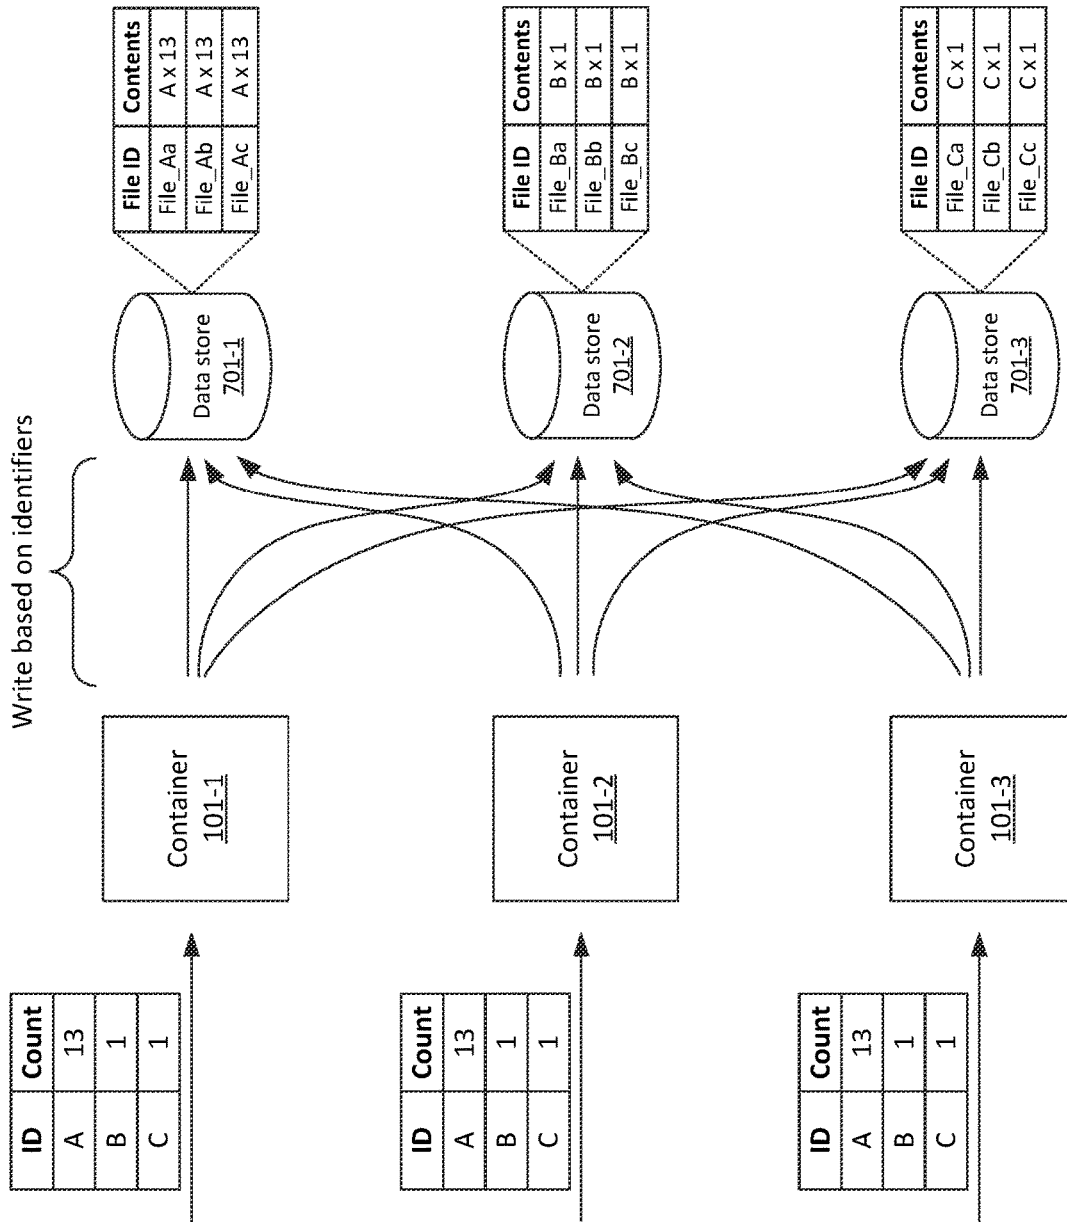 Write based on identifiers
ID Count
A 13
B 1
C 1
Container
101-1
Data store
701-1
File ID Contents
File_Aa A x 13
File_Ab A x 13
File_Ac A x 13
ID Count
A 13
B 1
C 1
Container
101-2
Data store
701-2
File ID Contents
File_Ba B x 1
File_Bb B x 1
File_Bc B x 1
ID Count
A 13
B 1
C 1
Container
101-3
Data store
701-3
File ID Contents
File_Ca C x 1
File_Cb C x 1
File_Cc C x 1